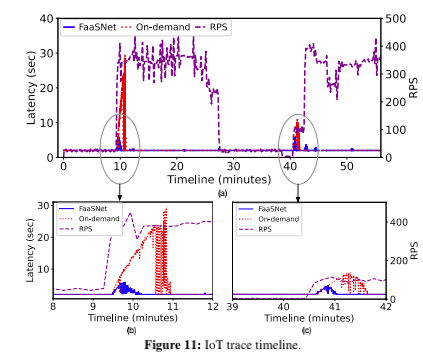 FaaSNet On-demand RPS
Latency (sec)
40
30
20
10
0
500
400
300
200
100
0
RPS
0 10 20 30 40 50
Timeline (minutes)
(a)
FaaSNet
On-demand
RPS
Latency (sec)
30
20
10
8 9 10 11 12
Timeline (minutes)
(b)
FaaSNet
On-demand
RPS
400
200
0
RPS
39 40 41 42
Timeline (minutes)
(c)
Figure 11: IoT trace timeline.